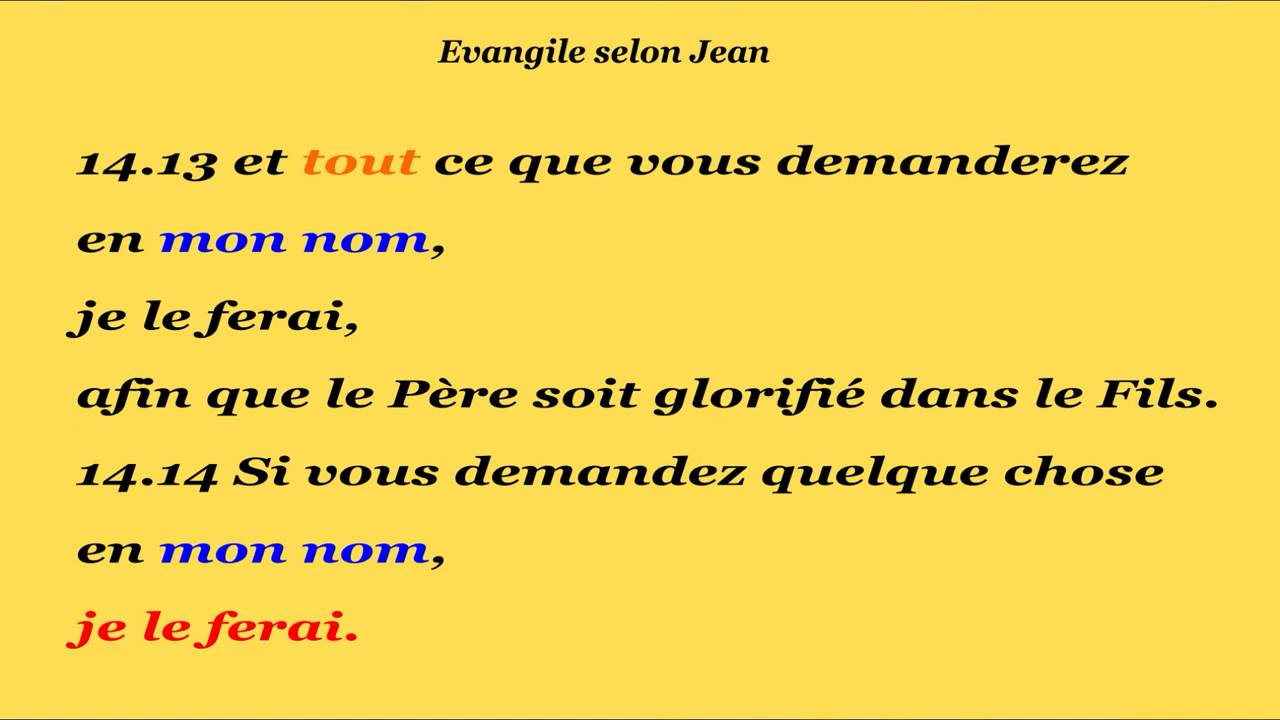 Evangile selon Jean
14.13 et tout ce que vous demanderez
en mon nom,
je le ferai,
afin que le Père soit glorifié dans le Fils.
14.14 Si vous demandez quelque chose
en mon nom,
je le ferai.